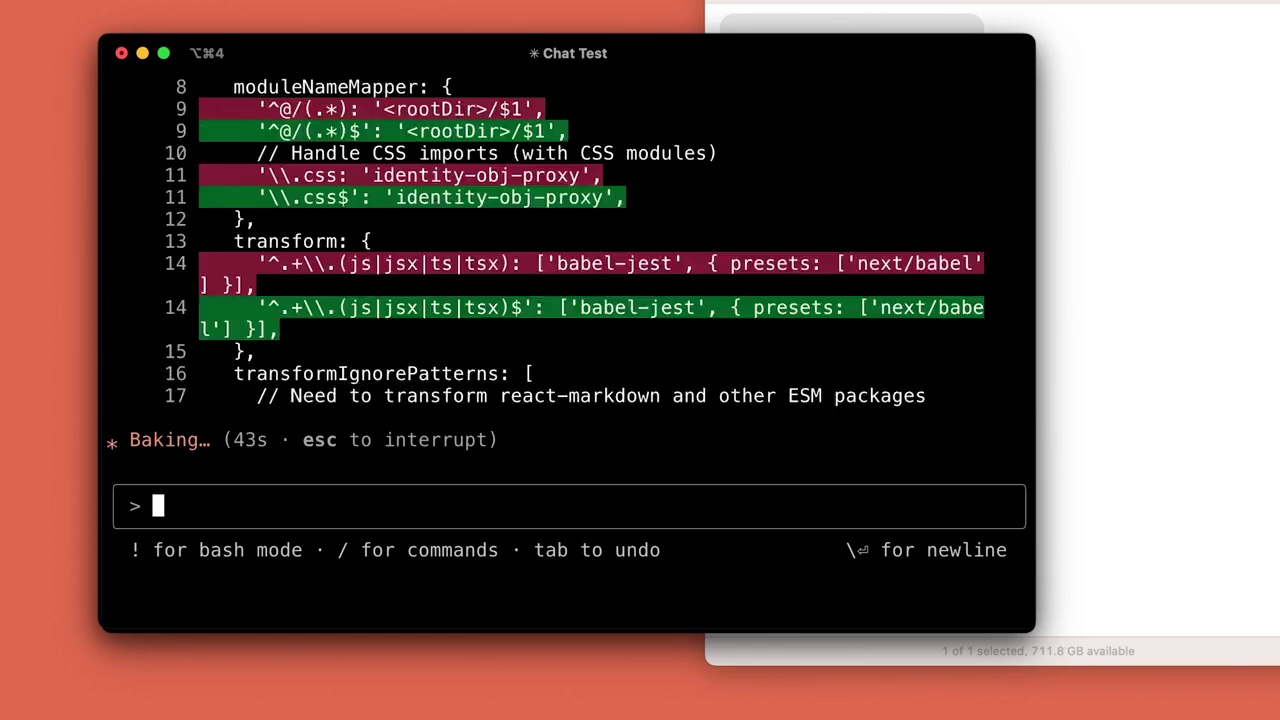 ⌥⌘4
✳ Chat Test
8 moduleNameMapper: {
9 '^@/(.*): '<rootDir>/$1',
9 '^@/(.*)$': '<rootDir>/$1',
10 // Handle CSS imports (with CSS modules)
11 '\\.css: 'identity-obj-proxy',
11 '\\.css$': 'identity-obj-proxy',
12 },
13 transform: {
14 '^.+\\.(js|jsx|ts|tsx): ['babel-jest', { presets: ['next/babel'
] }],
14 '^.+\\.(js|jsx|ts|tsx)$': ['babel-jest', { presets: ['next/babe
l'] }],
15 },
16 transformIgnorePatterns: [
17 // Need to transform react-markdown and other ESM packages
* Baking… (43s · esc to interrupt)
>
! for bash mode · / for commands · tab to undo
\⏎ for newline
1 of 1 selected, 711.8 GB available